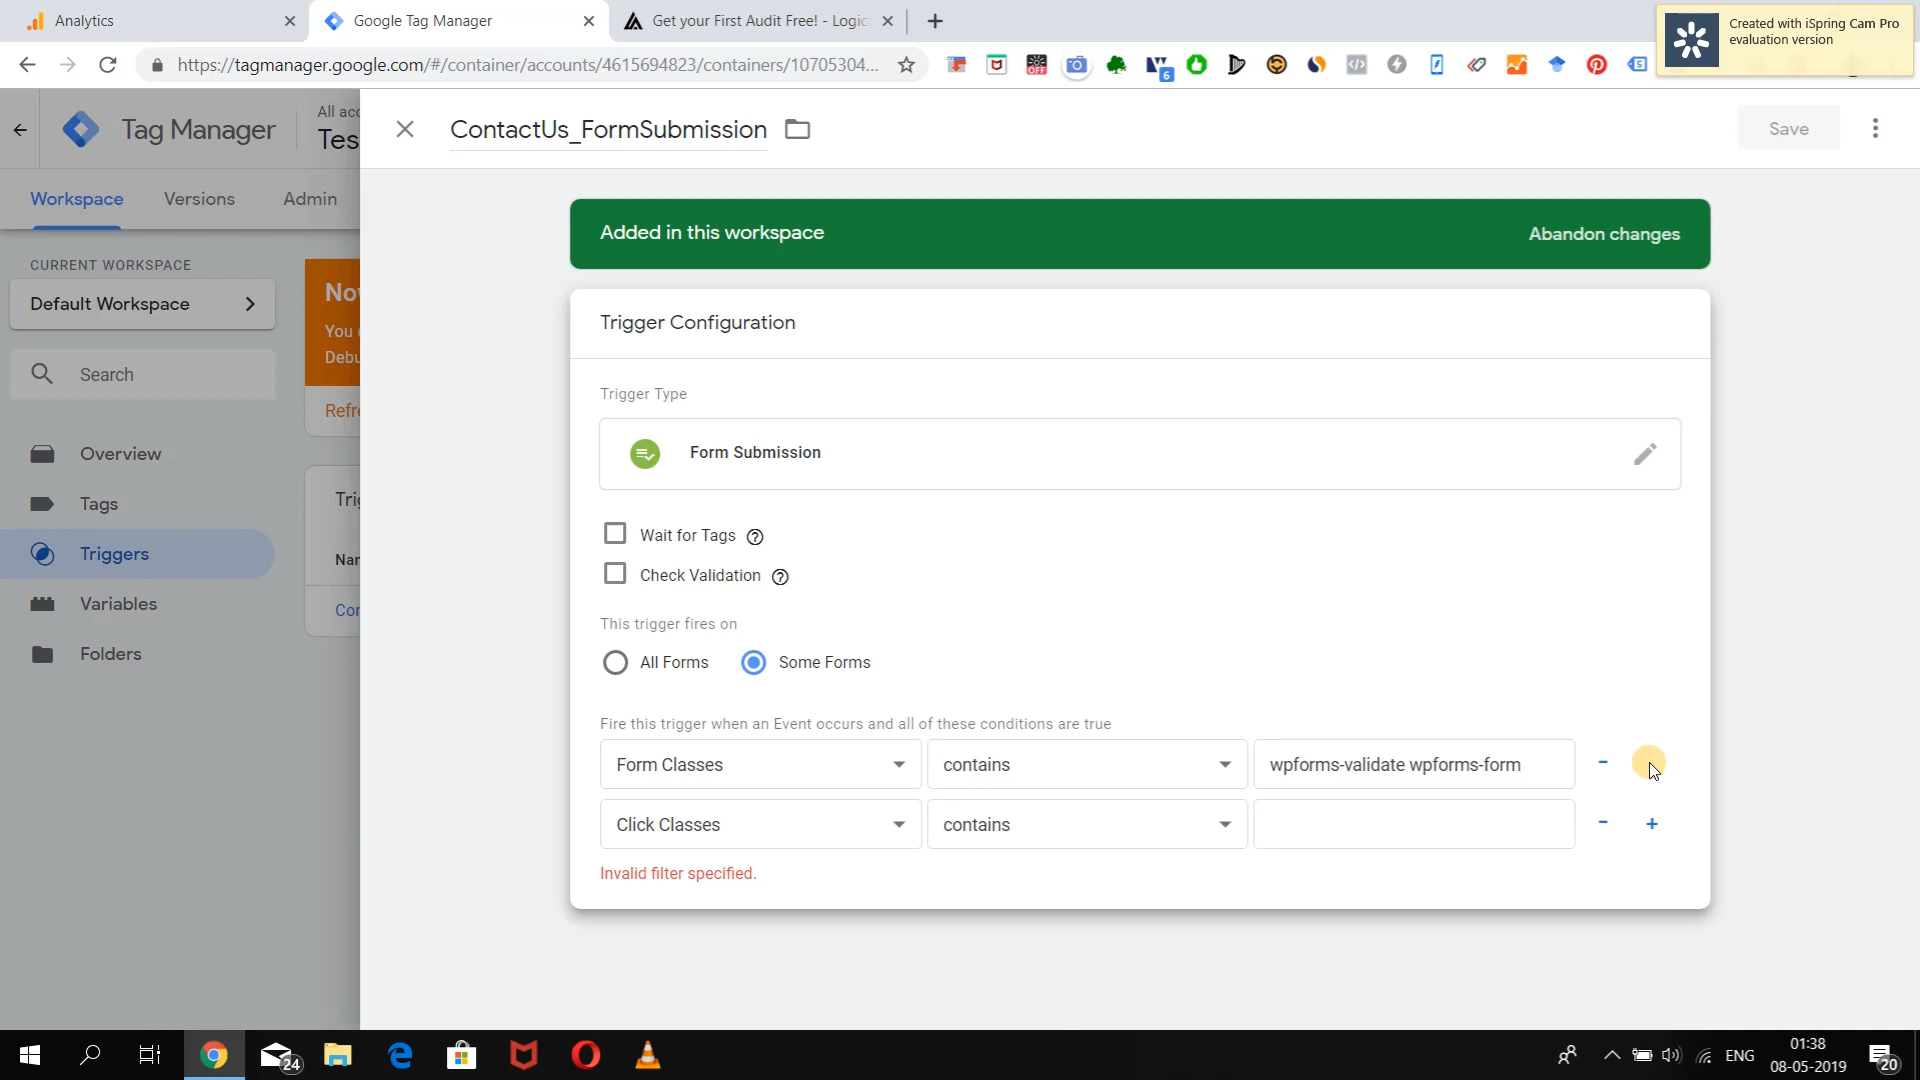 Analytics
Google Tag Manager
Get your First Audit Free! - Logic
Created with iSpring Cam Pro
evaluation version
https://tagmanager.google.com/#/container/accounts/4615694823/containers/10705304...
OFF
6
S
Tag Manager
All acc
Tes
ContactUs_FormSubmission
Save
Workspace
Versions
Admin
Added in this workspace
Abandon changes
CURRENT WORKSPACE
Default Workspace
Search
Overview
Tags
Triggers
Variables
Folders
Nov
You
Debu
Refre
Trig
Nar
Cor
Trigger Configuration
Trigger Type
Form Submission
Wait for Tags
Check Validation
This trigger fires on
All Forms
Some Forms
Fire this trigger when an Event occurs and all of these conditions are true
Form Classes
contains
wpforms-validate wpforms-form
-
Click Classes
contains
- +
Invalid filter specified.
24
ENG
01:38
08-05-2019
20